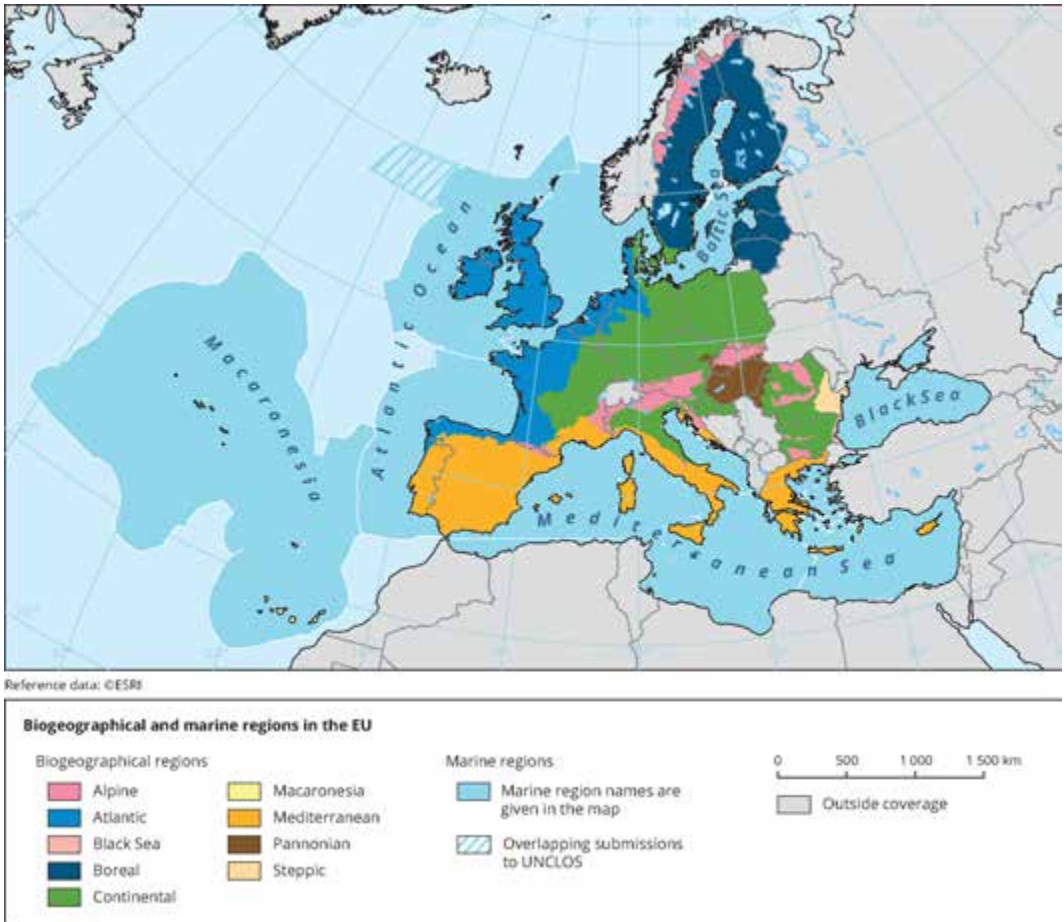 Macaronesia
Atlantic Ocean
Baltic Sea
Black Sea
Mediterranean Sea
Reference data: ©ESRI
Biogeographical and marine regions in the EU
Biogeographical regions
Alpine
Atlantic
Black Sea
Boreal
Continental
Macaronesia
Mediterranean
Pannonian
Steppic
Marine regions
Marine region names are
given in the map
Overlapping submissions
to UNCLOS
0 500 1 000 1 500 km
Outside coverage